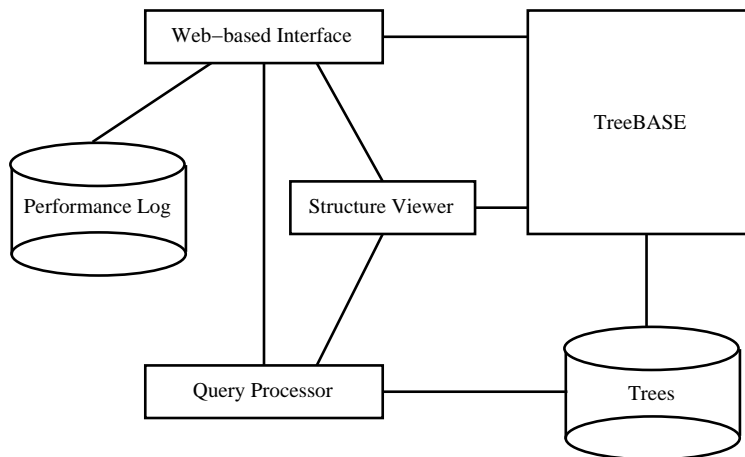 Web−based Interface
TreeBASE
Performance Log
Structure Viewer
Query Processor
Trees